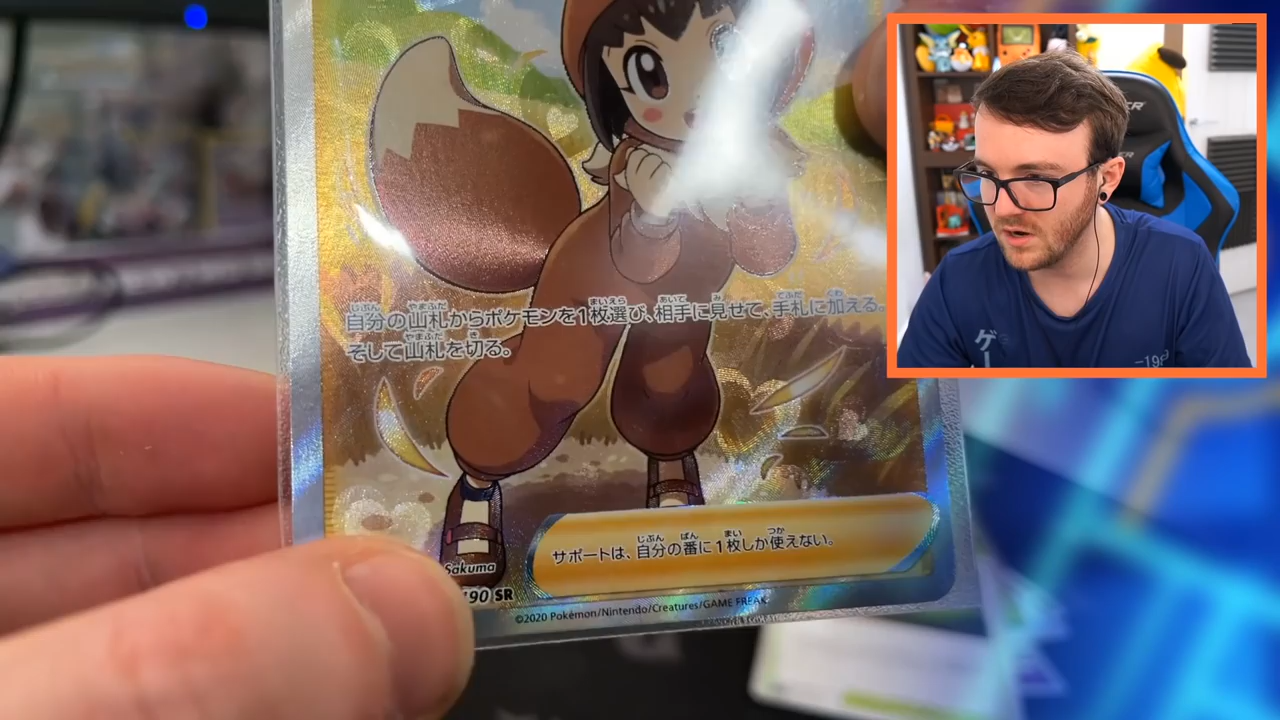 自分の山札からポケモンを1枚選び、相手に見せて、手札に加える。
そして山札を切る。
サポートは、自分の番に1枚しか使えない。
Sakuma
190 SR
©2020 Pokémon/Nintendo/Creatures/GAME FREAK
ゲー